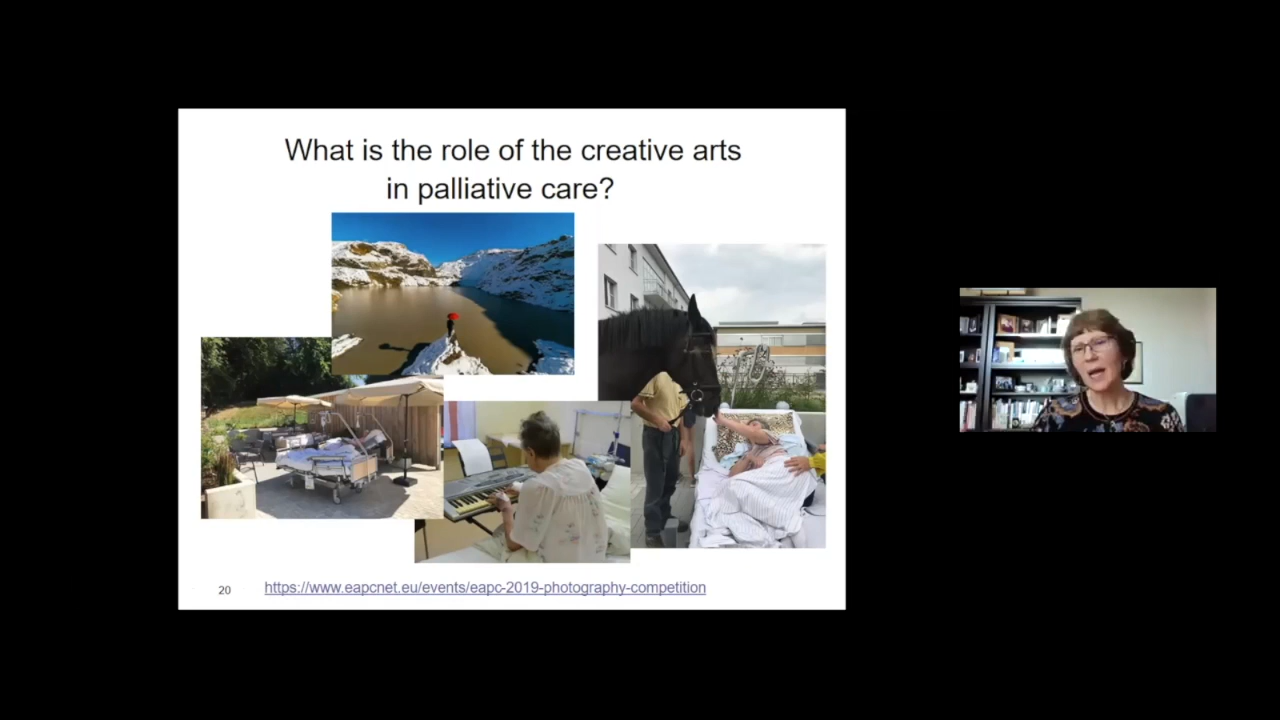 What is the role of the creative arts
in palliative care?
20
https://www.eapcnet.eu/events/eapc-2019-photography-competition